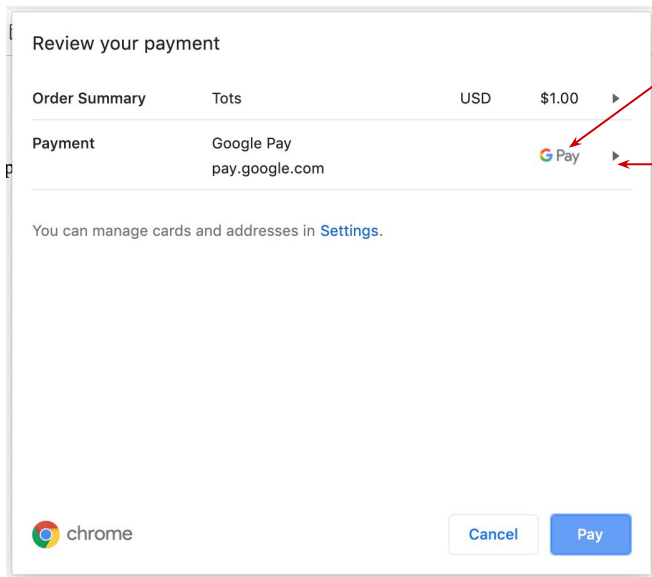 Review your payment
Order Summary Tots USD $1.00
Payment Google Pay G Pay
pay.google.com
You can manage cards and addresses in Settings.
chrome Cancel Pay